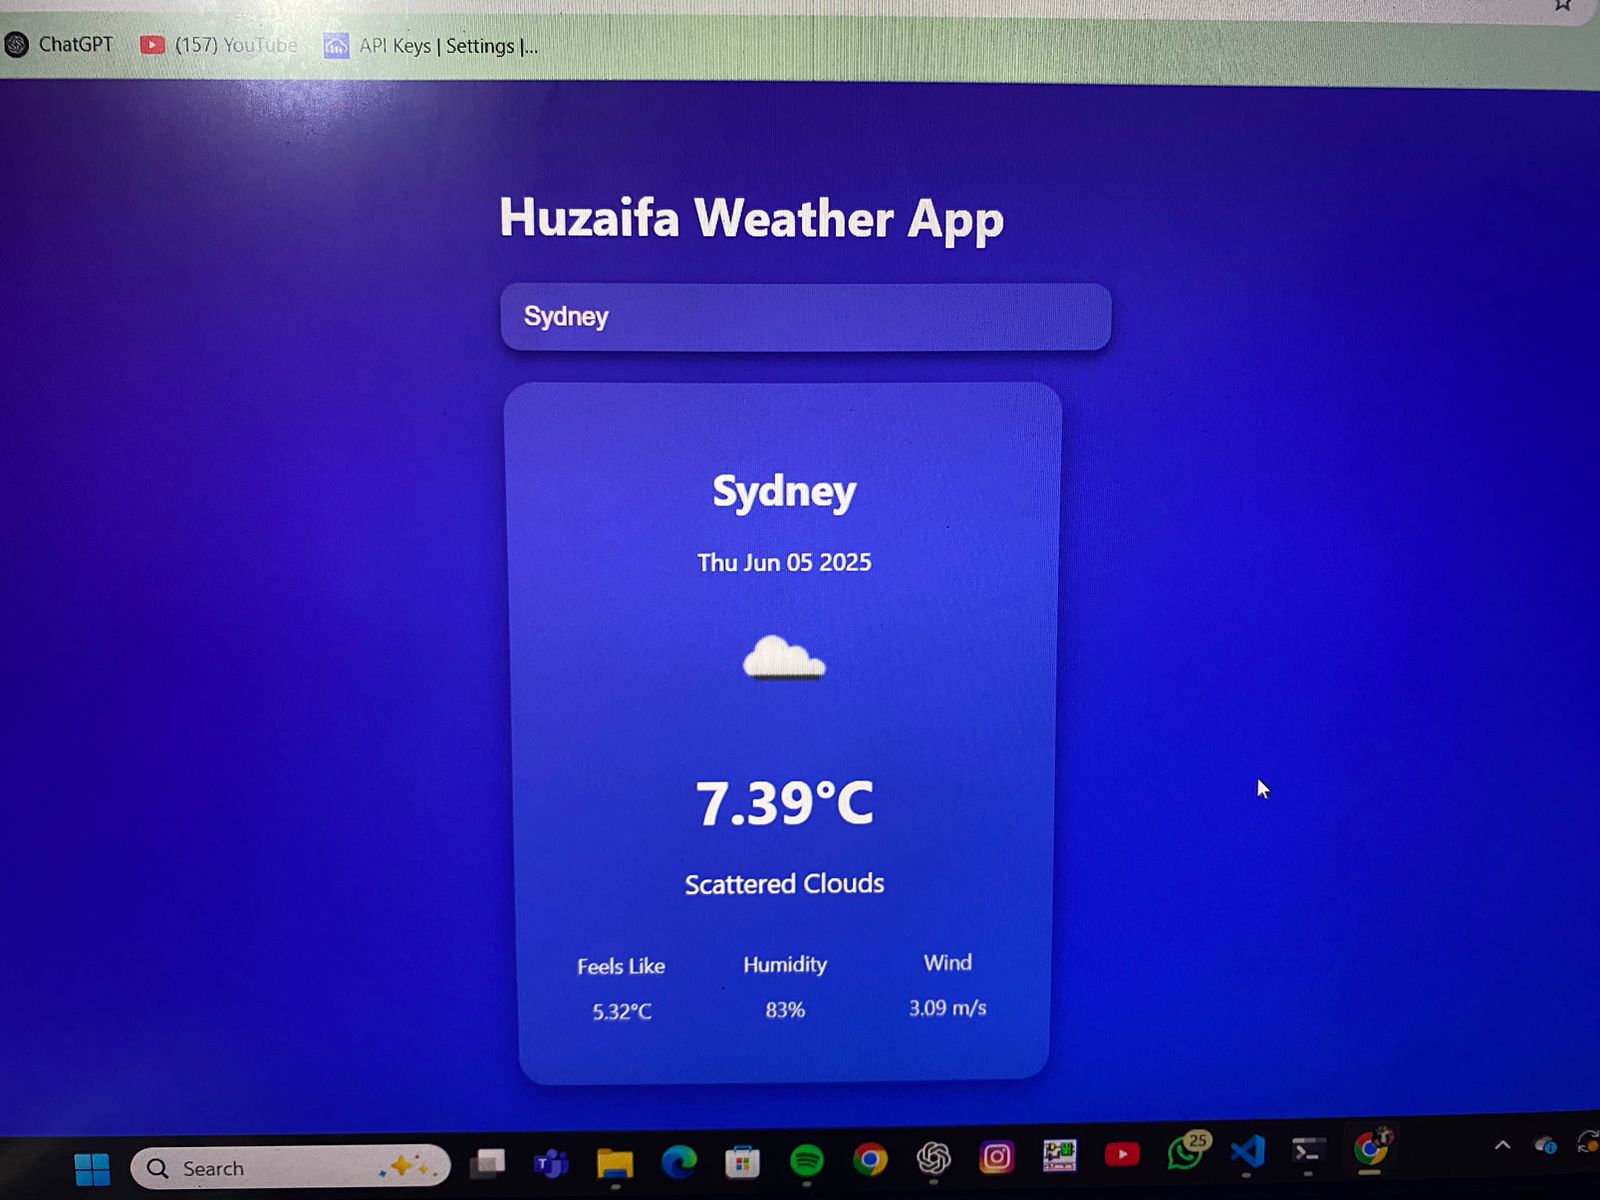 ChatGPT (157) YouTube API Keys | Settings |...
Huzaifa Weather App
Sydney
Sydney
Thu Jun 05 2025
7.39°C
Scattered Clouds
Feels Like Humidity Wind
5.32°C 83% 3.09 m/s
Search 25